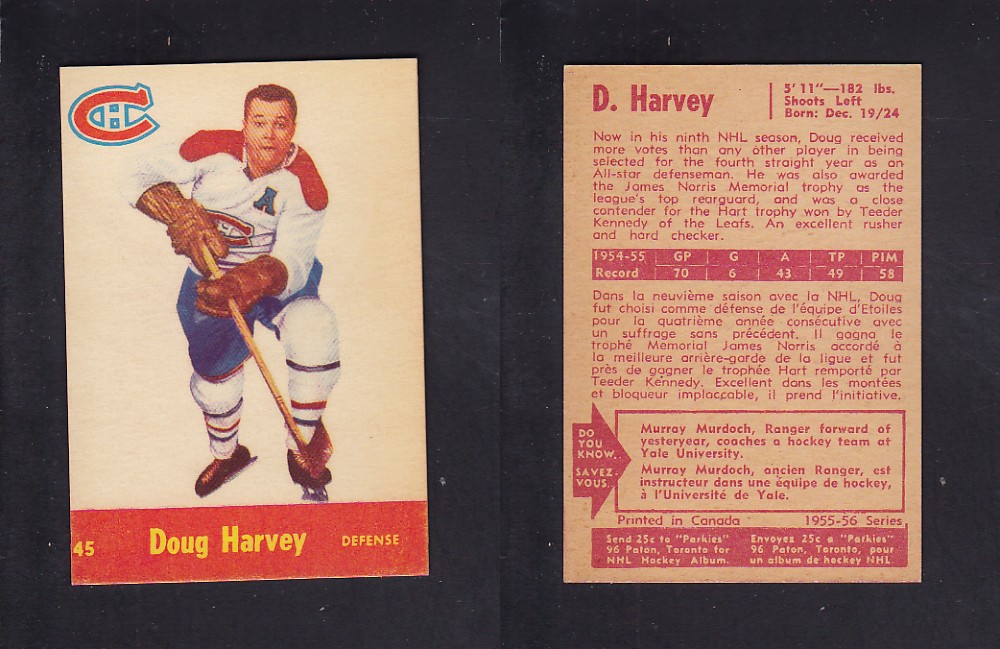 A
45
Doug Harvey
DEFENSE
D. Harvey
5' 11"—182 lbs.
Shoots Left
Born: Dec. 19/24
Now in his ninth NHL season, Doug received
more votes than any other player in being
selected for the fourth straight year as an
All-star defenseman. He was also awarded
the James Norris Memorial trophy as the
league's top rearguard, and was a close
contender for the Hart trophy won by Teeder
Kennedy of the Leafs. An excellent rusher
and hard checker.
1954-55 GP G A TP PIM
Record 70 6 43 49 58
Dans la neuvième saison avec la NHL, Doug
fut choisi comme défense de l'équipe d'Etoiles
pour la quatrième année consécutive avec
un suffrage sans précédent. Il gagna le
trophé Memorial James Norris accordé à
la meilleure arrière-garde de la ligue et fut
près de gagner le trophée Hart remporté par
Teeder Kennedy. Excellent dans les montées
et bloqueur implaccable, il prend l'initiative.
DO
YOU
KNOW..
SAVEZ-
VOUS..
Murray Murdoch, Ranger forward of
yesteryear, coaches a hockey team at
Yale University.
Murray Murdoch, ancien Ranger, est
instructeur dans une équipe de hockey,
à l'Université de Yale.
Printed in Canada 1955-56 Series
Send 25c to "Parkies"
96 Paton, Toronto for
NHL Hockey Album.
Envoyez 25c a "Parkies"
96 Paton, Toronto, pour
un album de hockey NHL